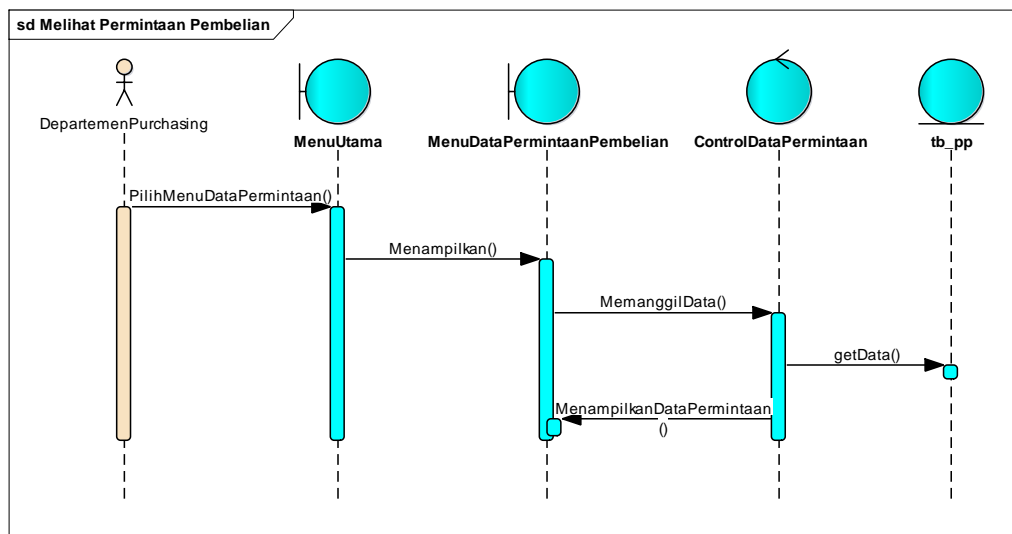 sd Melihat Permintaan Pembelian
DepartemenPurchasing
MenuUtama
MenuDataPermintaanPembelian
ControlDataPermintaan
tb_pp
PilihMenuDataPermintaan()
Menampilkan()
MemanggilData()
getData()
MenampilkanDataPermintaan
()